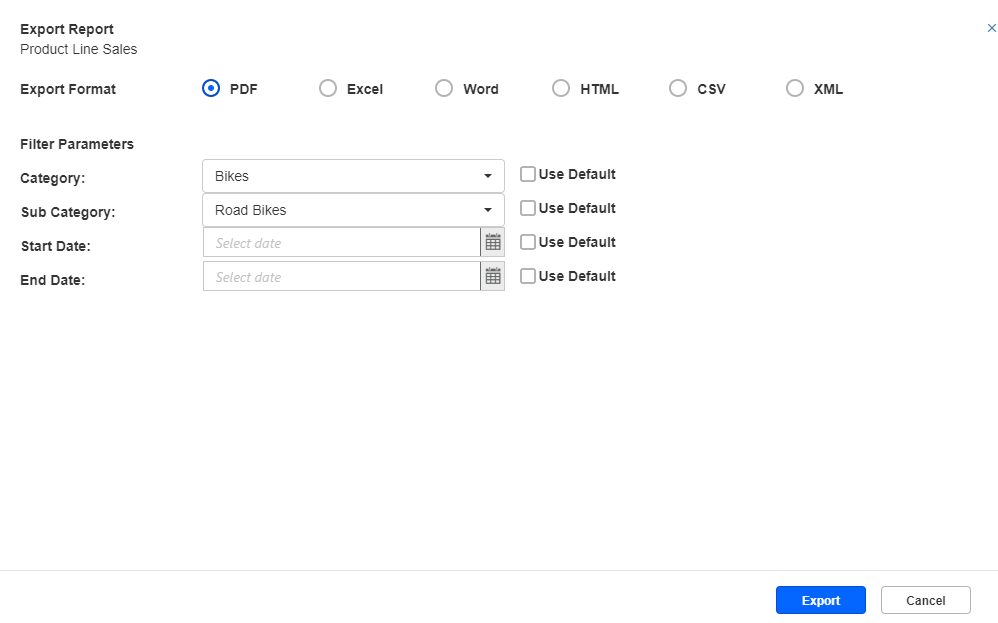 Export Report
Product Line Sales
Export Format PDF Excel Word HTML CSV XML
Filter Parameters
Category: Bikes Use Default
Sub Category: Road Bikes Use Default
Start Date: Select date Use Default
End Date: Select date Use Default
Export Cancel